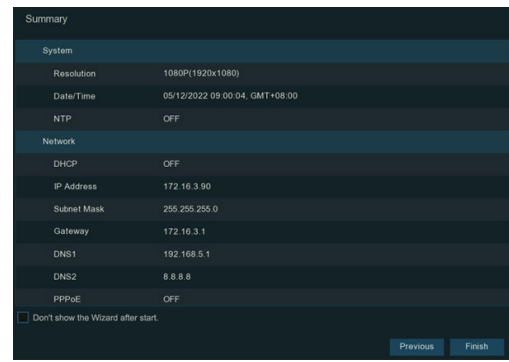 Summary
System
Resolution 1080P(1920x1080)
Date/Time 05/12/2022 09:00:04, GMT+08:00
NTP OFF
Network
DHCP OFF
IP Address 172.16.3.90
Subnet Mask 255.255.255.0
Gateway 172.16.3.1
DNS1 192.168.5.1
DNS2 8.8.8.8
PPPoE OFF
Don't show the Wizard after start.
Previous Finish